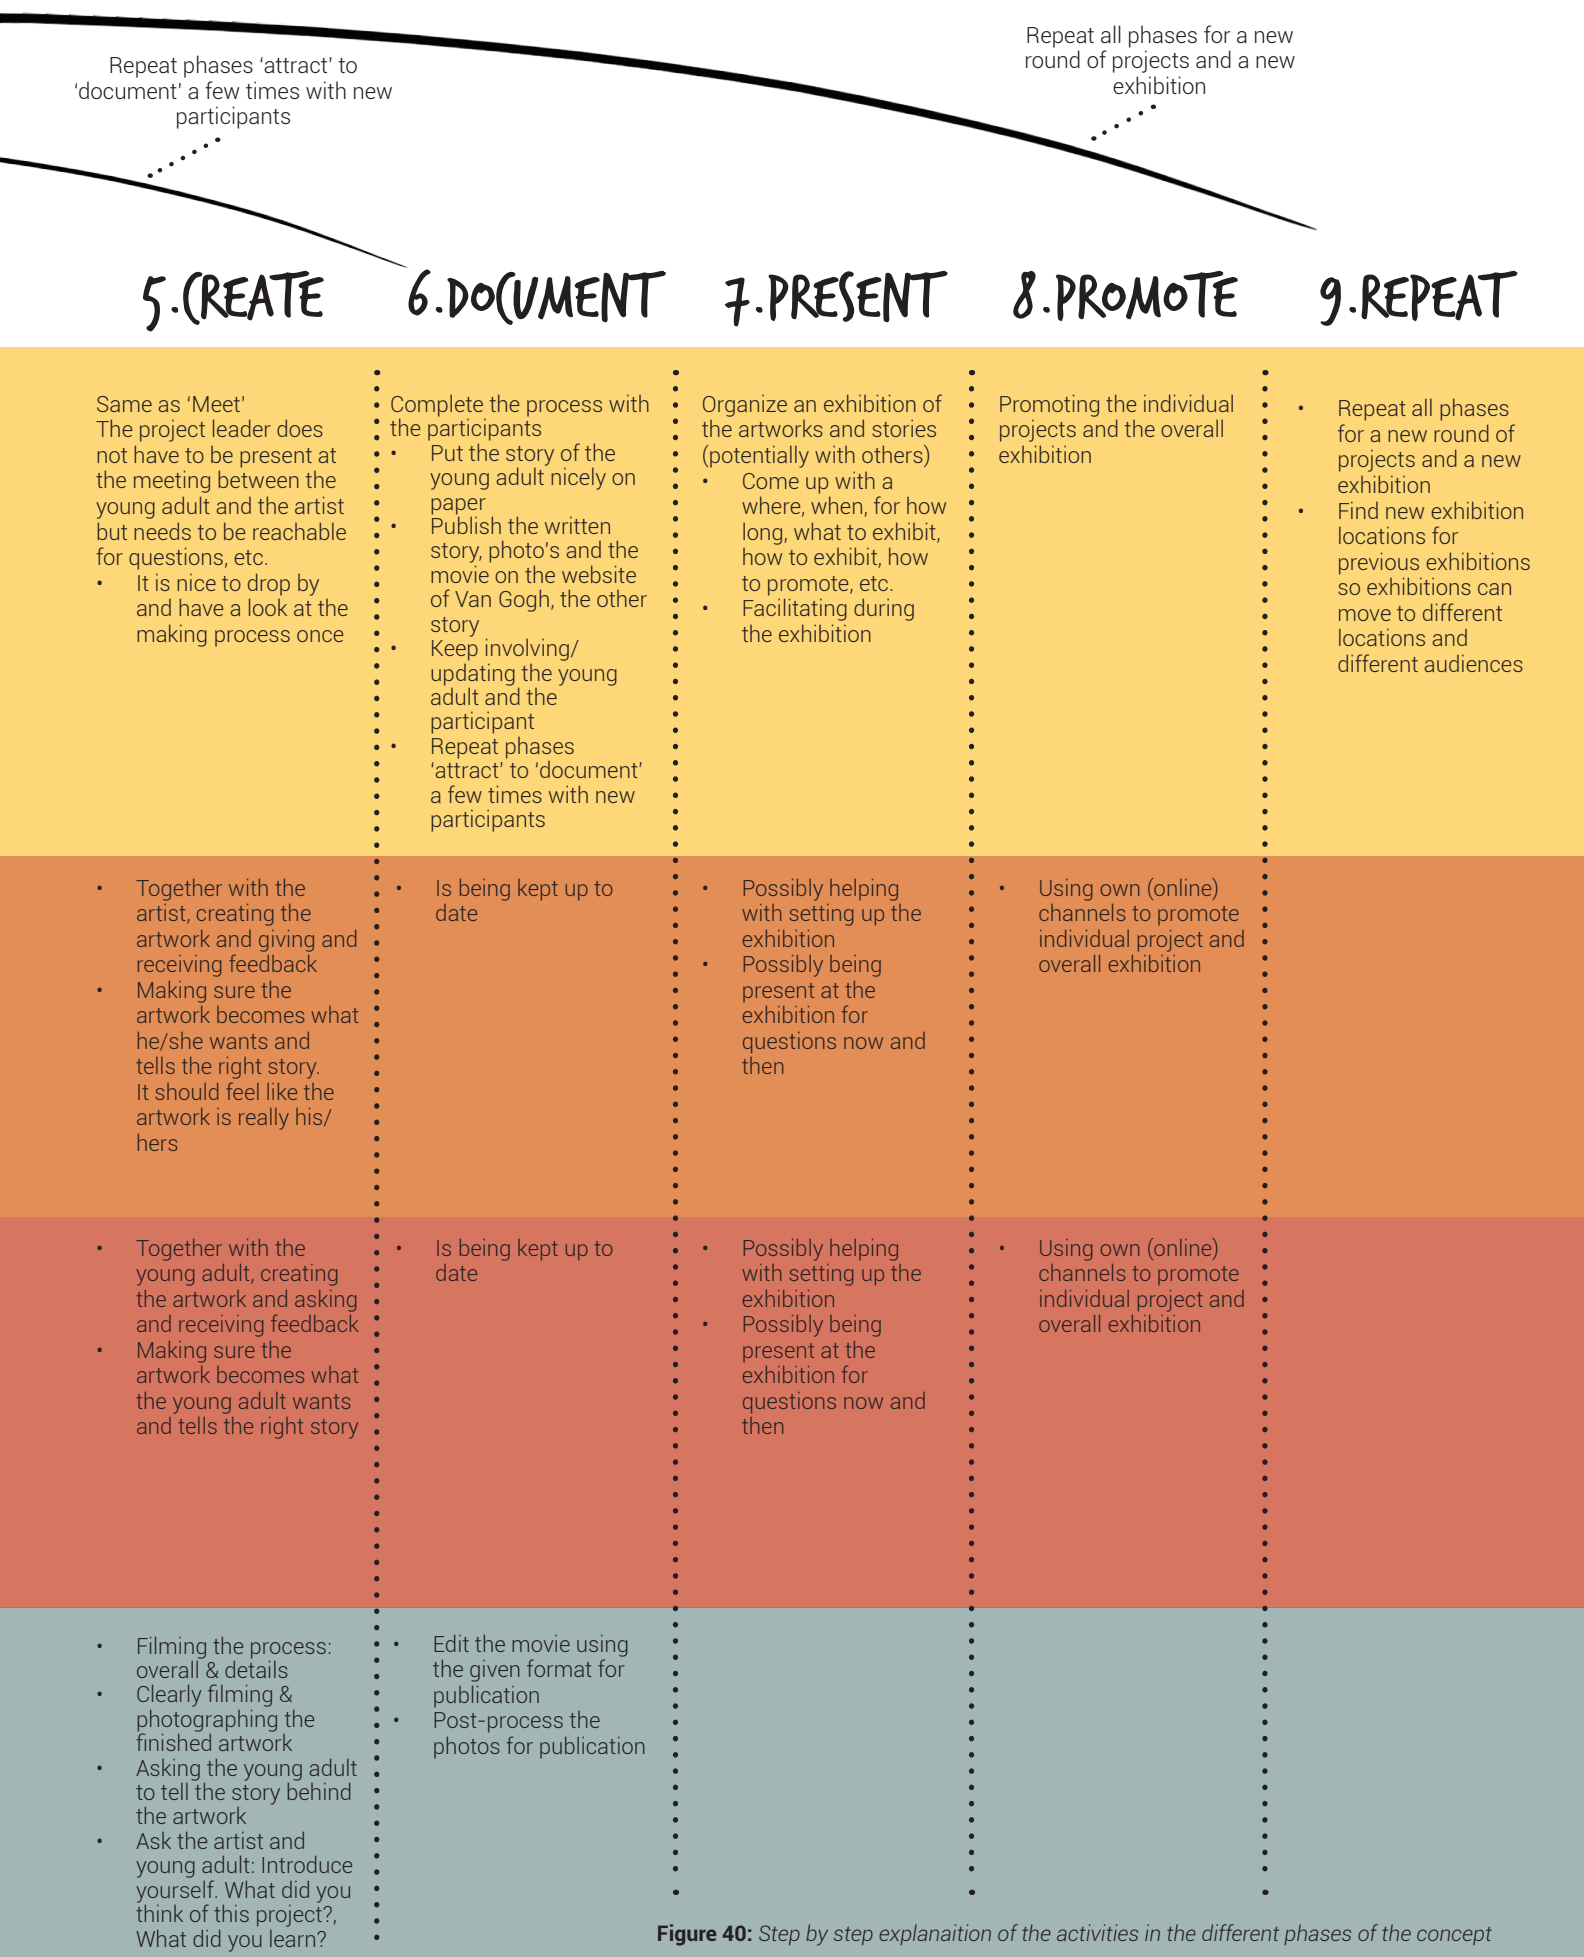 Repeat phases ‘attract’ to
‘document’ a few times with new
participants
Repeat all phases for a new
round of projects and a new
exhibition
5.CREATE
6.DOCUMENT
7.PRESENT
8.PROMOTE
9.REPEAT
Same as ‘Meet’
The project leader does
not have to be present at
the meeting between the
young adult and the artist
but needs to be reachable
for questions, etc.
• It is nice to drop by
and have a look at the
making process once
Complete the process with
the participants
• Put the story of the
young adult nicely on
paper
• Publish the written
story, photo's and the
movie on the website
of Van Gogh, the other
story
• Keep involving/
updating the young
adult and the
participant
• Repeat phases
‘attract’ to ‘document’
a few times with new
participants
Organize an exhibition of
the artworks and stories
(potentially with others)
• Come up with a
where, when, for how
long, what to exhibit,
how to exhibit, how
to promote, etc.
• Facilitating during
the exhibition
Promoting the individual
projects and the overall
exhibition
• Repeat all phases
for a new round of
projects and a new
exhibition
• Find new exhibition
locations for
previous exhibitions
so exhibitions can
move to different
locations and
different audiences
• Together with the
artist, creating the
artwork and giving and
receiving feedback
• Making sure the
artwork becomes what
he/she wants and
tells the right story.
It should feel like the
artwork is really his/
hers
• Is being kept up to
date
• Possibly helping
with setting up the
exhibition
• Possibly being
present at the
exhibition for
questions now and
then
• Using own (online)
channels to promote
individual project and
overall exhibition
• Together with the
young adult, creating
the artwork and asking
and receiving feedback
• Making sure the
artwork becomes what
the young adult wants
and tells the right story
• Is being kept up to
date
• Possibly helping
with setting up the
exhibition
• Possibly being
present at the
exhibition for
questions now and
then
• Using own (online)
channels to promote
individual project and
overall exhibition
• Filming the process:
overall & details
• Clearly filming &
photographing the
finished artwork
• Asking the young adult
to tell the story behind
the artwork
• Ask the artist and
young adult: Introduce
yourself. What did you
think of this project?,
What did you learn?
• Edit the movie using
the given format for
publication
• Post-process the
photos for publication
Figure 40: Step by step explanaition of the activities in the different phases of the concept